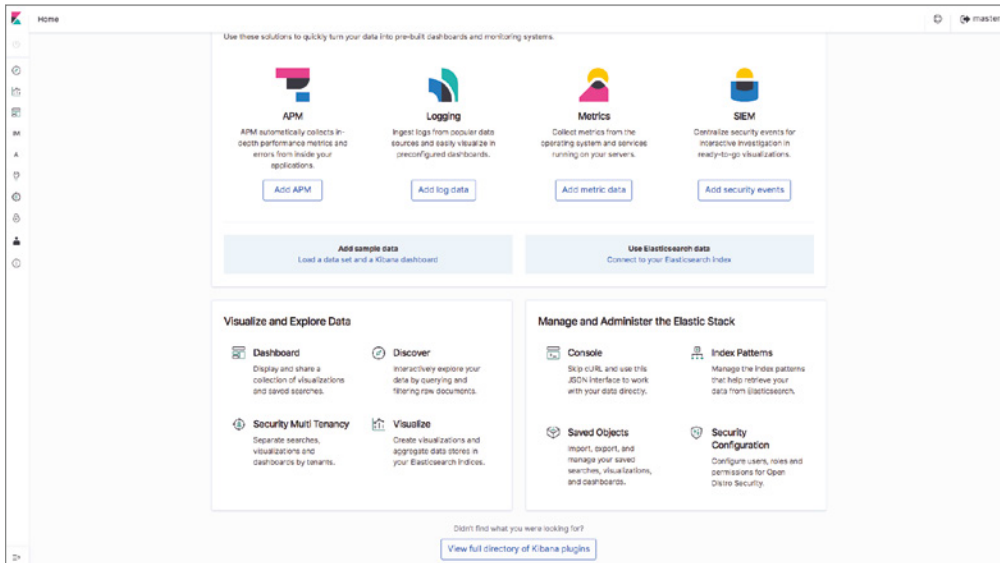 Home
master
Use these solutions to quickly turn your data into pre-built dashboards and monitoring systems.
APM
APM automatically collects in-
depth performance metrics and
errors from inside your
applications.
Add APM
Logging
Ingest logs from popular data
sources and easily visualize in
preconfigured dashboards.
Add log data
Metrics
Collect metrics from the
operating system and services
running on your servers.
Add metric data
SIEM
Centralize security events for
interactive investigation in
ready-to-go visualizations.
Add security events
Add sample data
Load a data set and a Kibana dashboard
Use Elasticsearch data
Connect to your Elasticsearch index
Visualize and Explore Data
Dashboard
Display and share a
collection of visualizations
and saved searches.
Discover
Interactively explore your
data by querying and
filtering raw documents.
Security Multi Tenancy
Separate searches,
visualizations and
dashboards by tenants.
Visualize
Create visualizations and
aggregate data stores in
your Elasticsearch indices.
Manage and Administer the Elastic Stack
Console
Skip cURL and use this
JSON interface to work
with your data directly.
Index Patterns
Manage the index patterns
that help retrieve your
data from Elasticsearch.
Saved Objects
Import, export, and
manage your saved
searches, visualizations,
and dashboards.
Security
Configuration
Configure users, roles and
permissions for Open
Distro Security.
Didn't find what you were looking for?
View full directory of Kibana plugins
IM
A